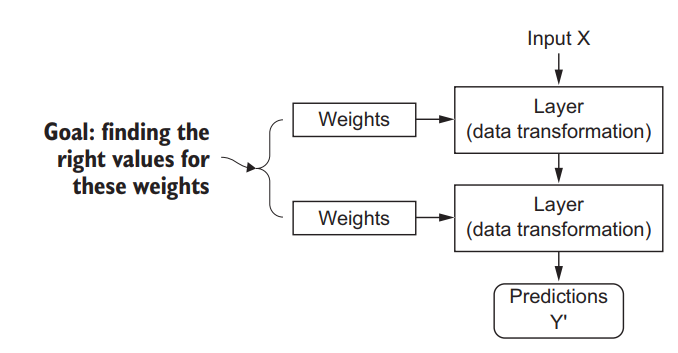 Input X
Goal: finding the
right values for
these weights
Weights
Layer
(data transformation)
Weights
Layer
(data transformation)
Predictions
Y'